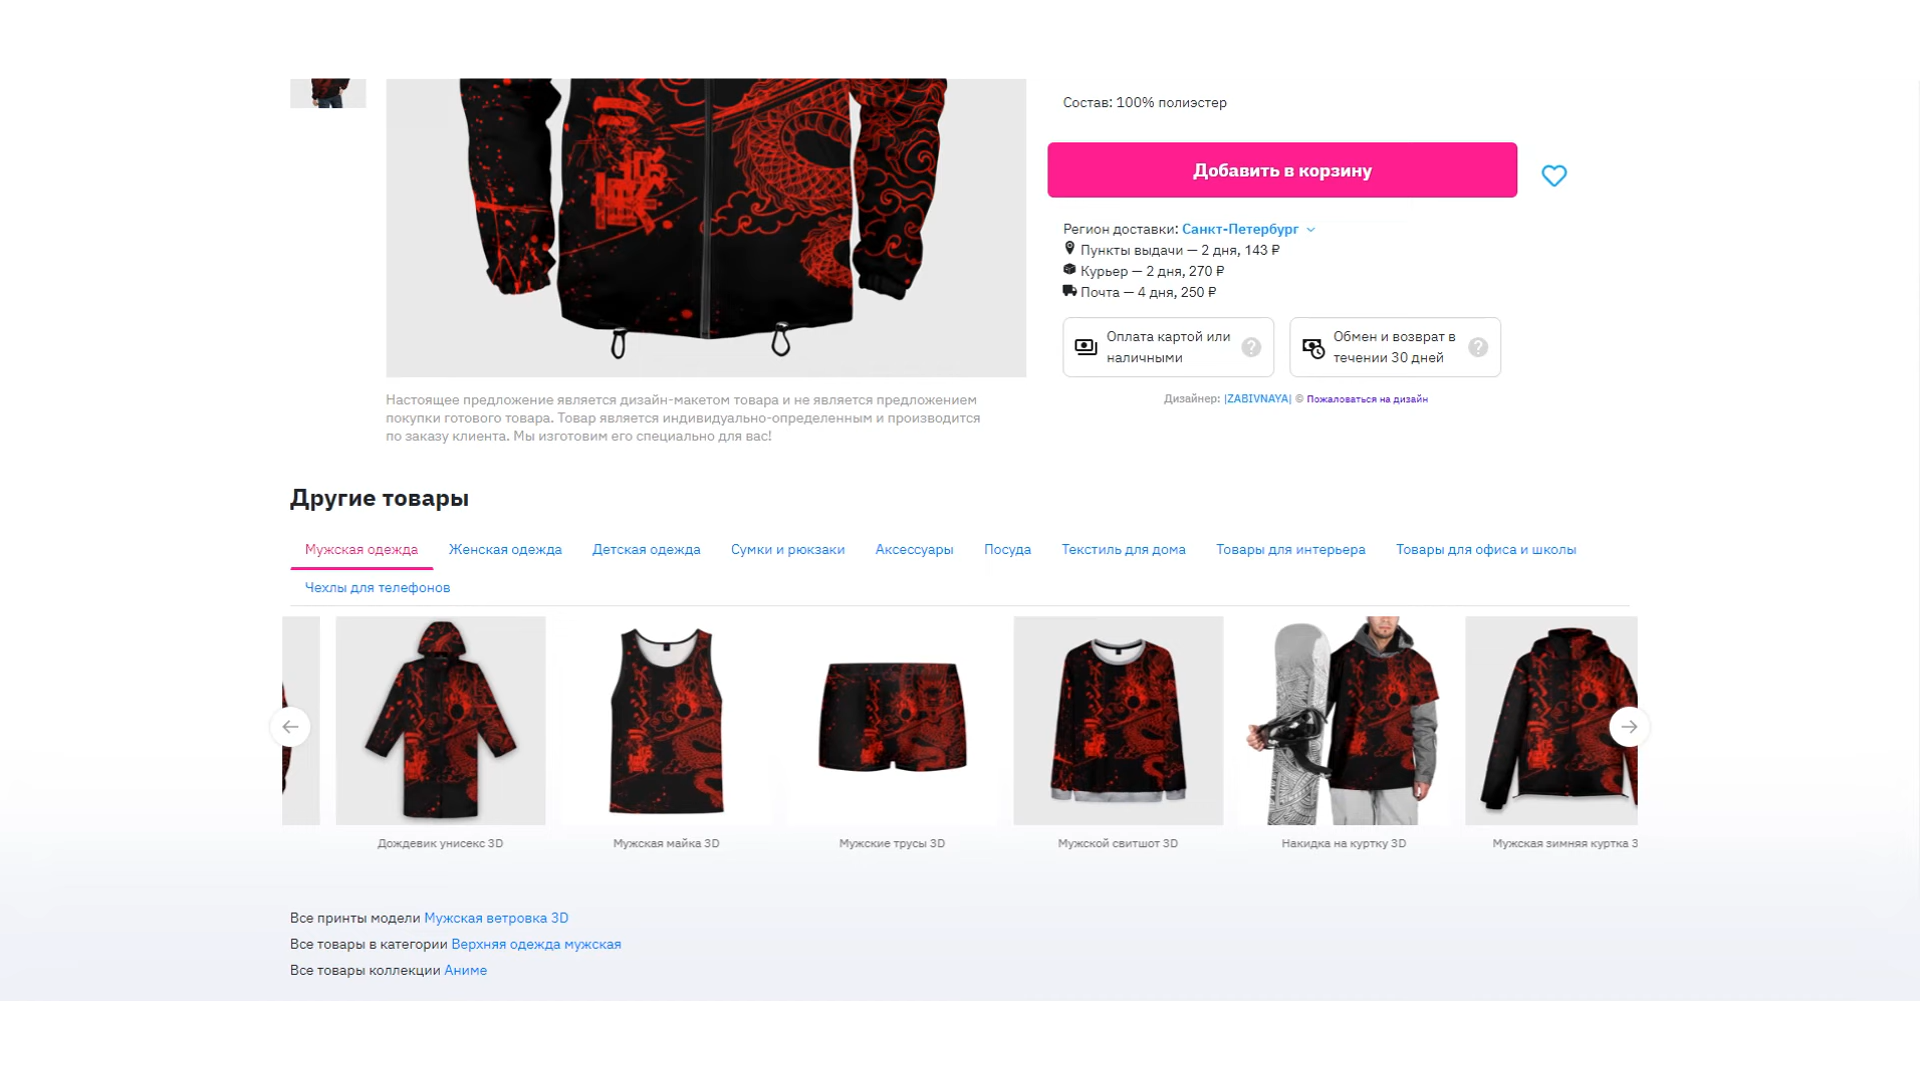 Состав: 100% полиэстер
Добавить в корзину
Регион доставки: Санкт-Петербург
Пункты выдачи — 2 дня, 143 ₽
Курьер — 2 дня, 270 ₽
Почта — 4 дня, 250 ₽
Оплата картой или
наличными
?
Обмен и возврат в
течении 30 дней
?
Дизайнер: |ZABIVNAYA| © Пожаловаться на дизайн
Настоящее предложение является дизайн-макетом товара и не является предложением
покупки готового товара. Товар является индивидуально-определенным и производится
по заказу клиента. Мы изготовим его специально для вас!
Другие товары
Мужская одежда Женская одежда Детская одежда Сумки и рюкзаки Аксессуары Посуда Текстиль для дома Товары для интерьера Товары для офиса и школы
Чехлы для телефонов
Дождевик унисекс 3D
Мужская майка 3D
Мужские трусы 3D
Мужской свитшот 3D
Накидка на куртку 3D
Мужская зимняя куртка 3
Все принты модели Мужская ветровка 3D
Все товары в категории Верхняя одежда мужская
Все товары коллекции Аниме